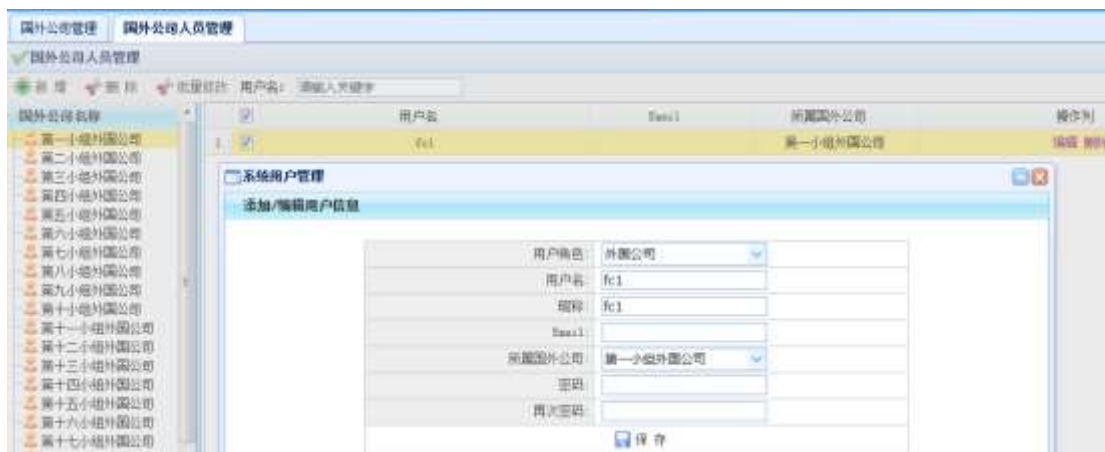 国外公司管理 国外公司人员管理
国外公司人员管理
新 增 删 除 批量修改 用户名: 请输入关键字
国外公司名称 用户名 Email 所属国外公司 操作列
第一小组外国公司 1 fc1 第一小组外国公司 编辑 删除
第二小组外国公司
第三小组外国公司 系统用户管理
第四小组外国公司
第五小组外国公司 添加/编辑用户信息
第六小组外国公司
第七小组外国公司 用户角色 外国公司
第八小组外国公司 用户名 fc1
第九小组外国公司
第十小组外国公司 昵称 fc1
第十一小组外国公司 Email
第十二小组外国公司
第十三小组外国公司 所属国外公司 第一小组外国公司
第十四小组外国公司 密码
第十五小组外国公司
第十六小组外国公司 再次密码
第十七小组外国公司 保 存